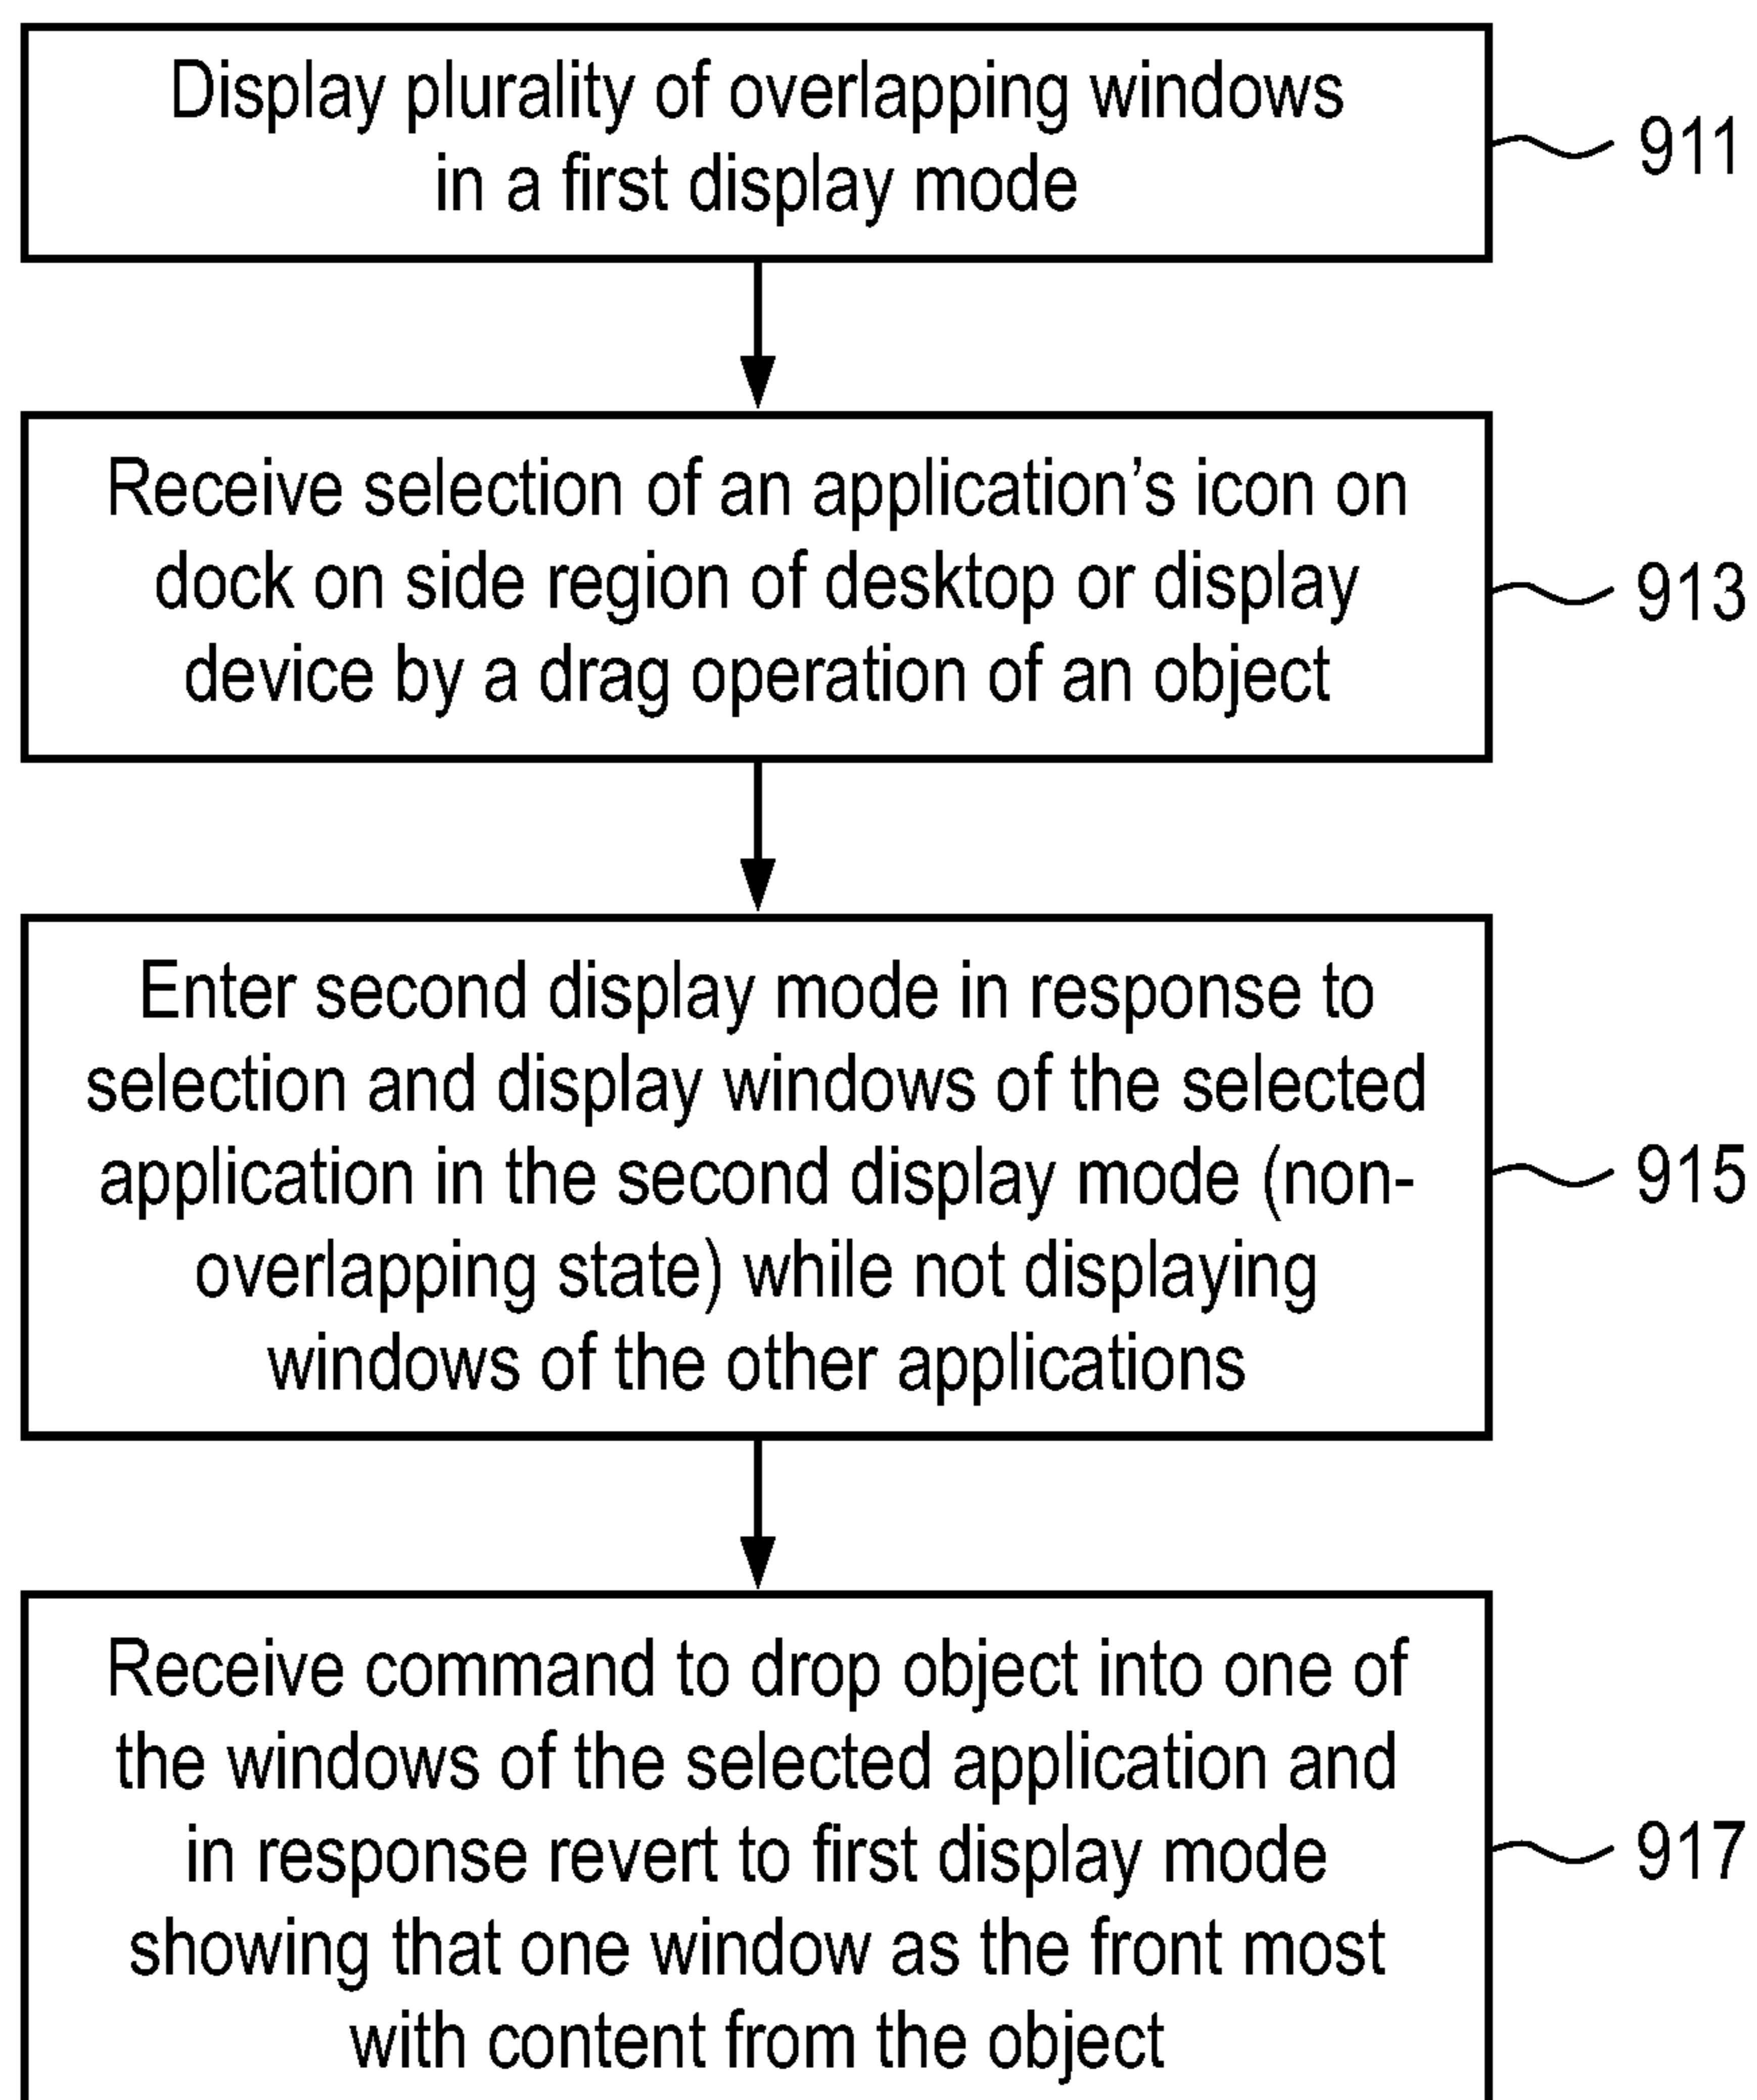 Display plurality of overlapping windows
in a first display mode
911
Receive selection of an application’s icon on
dock on side region of desktop or display
device by a drag operation of an object
913
Enter second display mode in response to
selection and display windows of the selected
application in the second display mode (non-
overlapping state) while not displaying
windows of the other applications
915
Receive command to drop object into one of
the windows of the selected application and
in response revert to first display mode
showing that one window as the front most
with content from the object
917